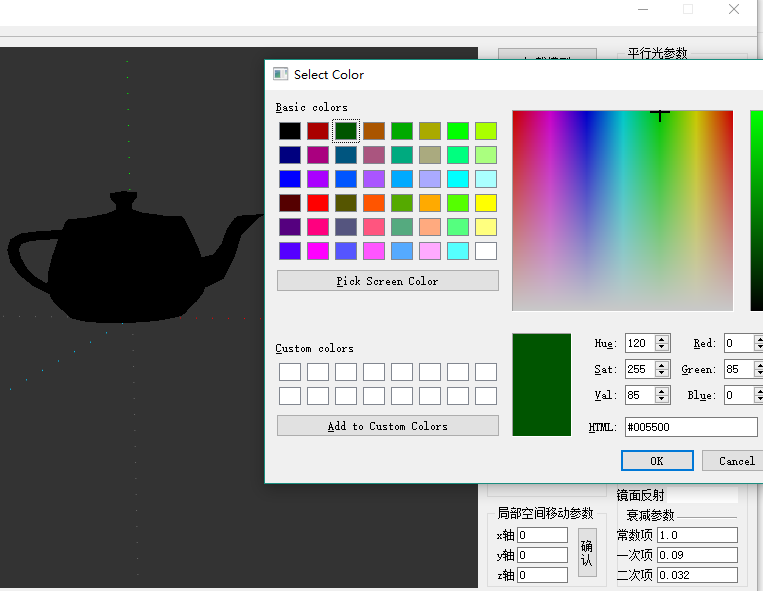 平行光参数
Select Color
Basic colors
Pick Screen Color
Custom colors
Add to Custom Colors
Hue: 120 Red: 0
Sat: 255 Green: 85
Val: 85 Blue: 0
HTML: #005500
OK Cancel
镜面反射
局部空间移动参数
衰减参数
x轴 0
y轴 0
z轴 0
确认
常数项 1.0
一次项 0.09
二次项 0.032